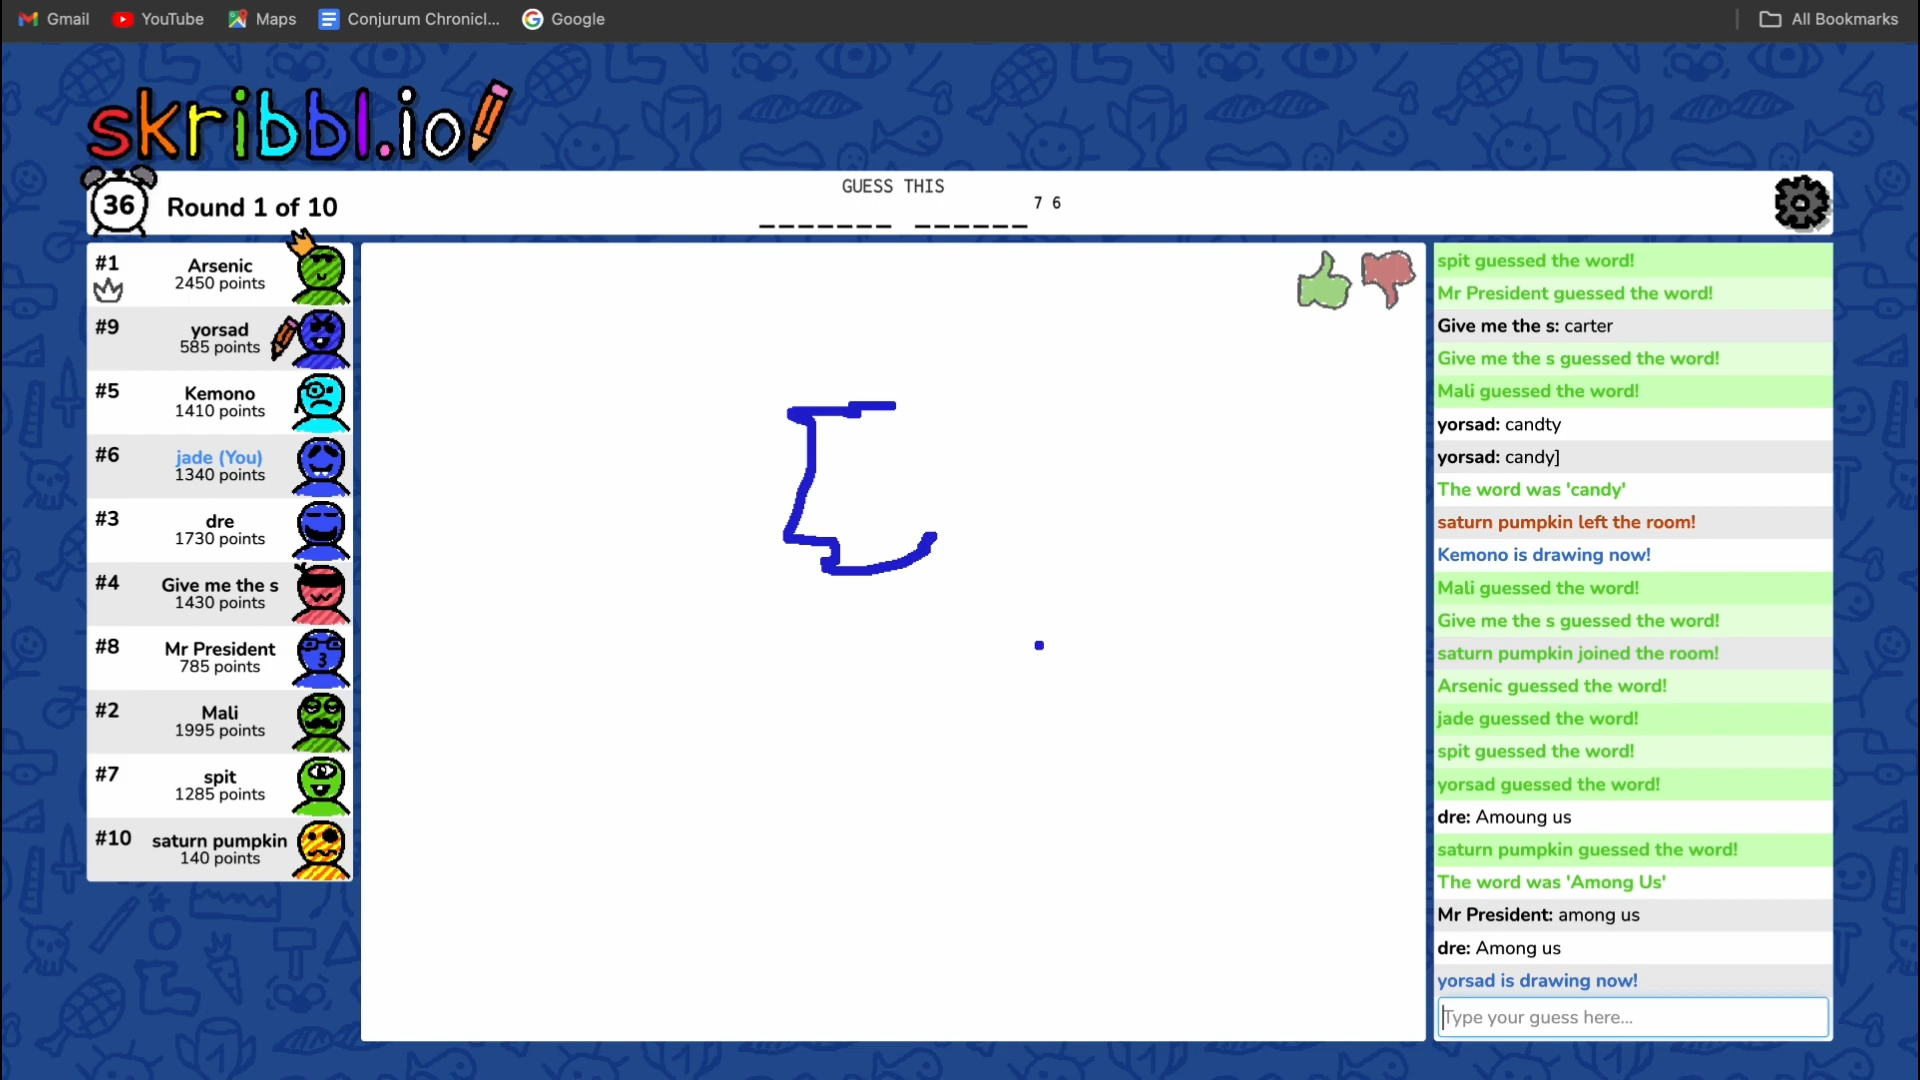 Gmail YouTube Maps Conjurum Chronicl... Google All Bookmarks
skribbl.io
36 Round 1 of 10
GUESS THIS
_______ ______ 7 6
#1 Arsenic
2450 points
#9 yorsad
585 points
#5 Kemono
1410 points
#6 jade (You)
1340 points
#3 dre
1730 points
#4 Give me the s
1430 points
#8 Mr President
785 points
#2 Mali
1995 points
#7 spit
1285 points
#10 saturn pumpkin
140 points
spit guessed the word!
Mr President guessed the word!
Give me the s: carter
Give me the s guessed the word!
Mali guessed the word!
yorsad: candty
yorsad: candy]
The word was 'candy'
saturn pumpkin left the room!
Kemono is drawing now!
Mali guessed the word!
Give me the s guessed the word!
saturn pumpkin joined the room!
Arsenic guessed the word!
jade guessed the word!
spit guessed the word!
yorsad guessed the word!
dre: Amoung us
saturn pumpkin guessed the word!
The word was 'Among Us'
Mr President: among us
dre: Among us
yorsad is drawing now!
Type your guess here...